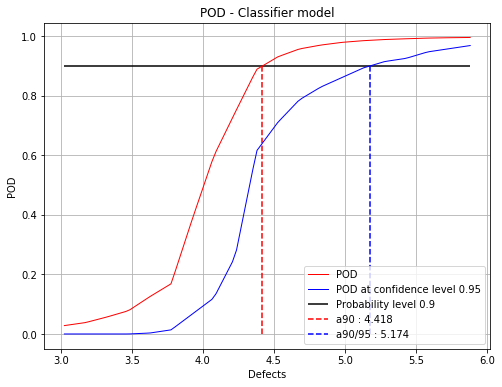 POD - Classifier model
1.0
0.8
0.6
0.4
0.2
0.0
POD
3.0 3.5 4.0 4.5 5.0 5.5 6.0
Defects
POD
POD at confidence level 0.95
Probability level 0.9
a90 : 4.418
a90/95 : 5.174